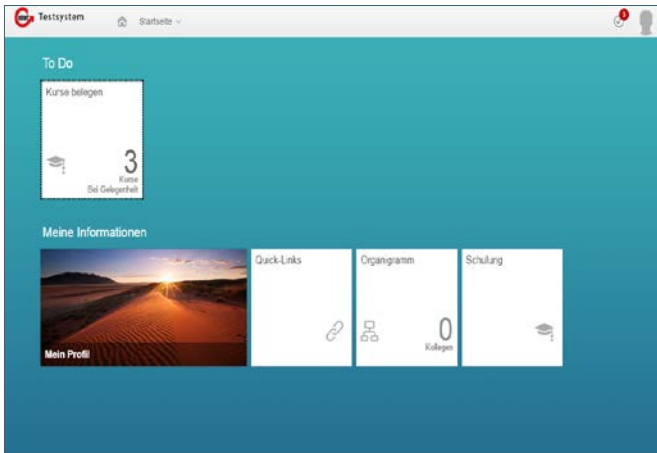 Testsystem
Startseite
3
To Do
Kurse belegen
3
Kurse
Bei Gelegenheit
Meine Informationen
Mein Profil
Quick-Links
Organigramm
0
Kollegen
Schulung